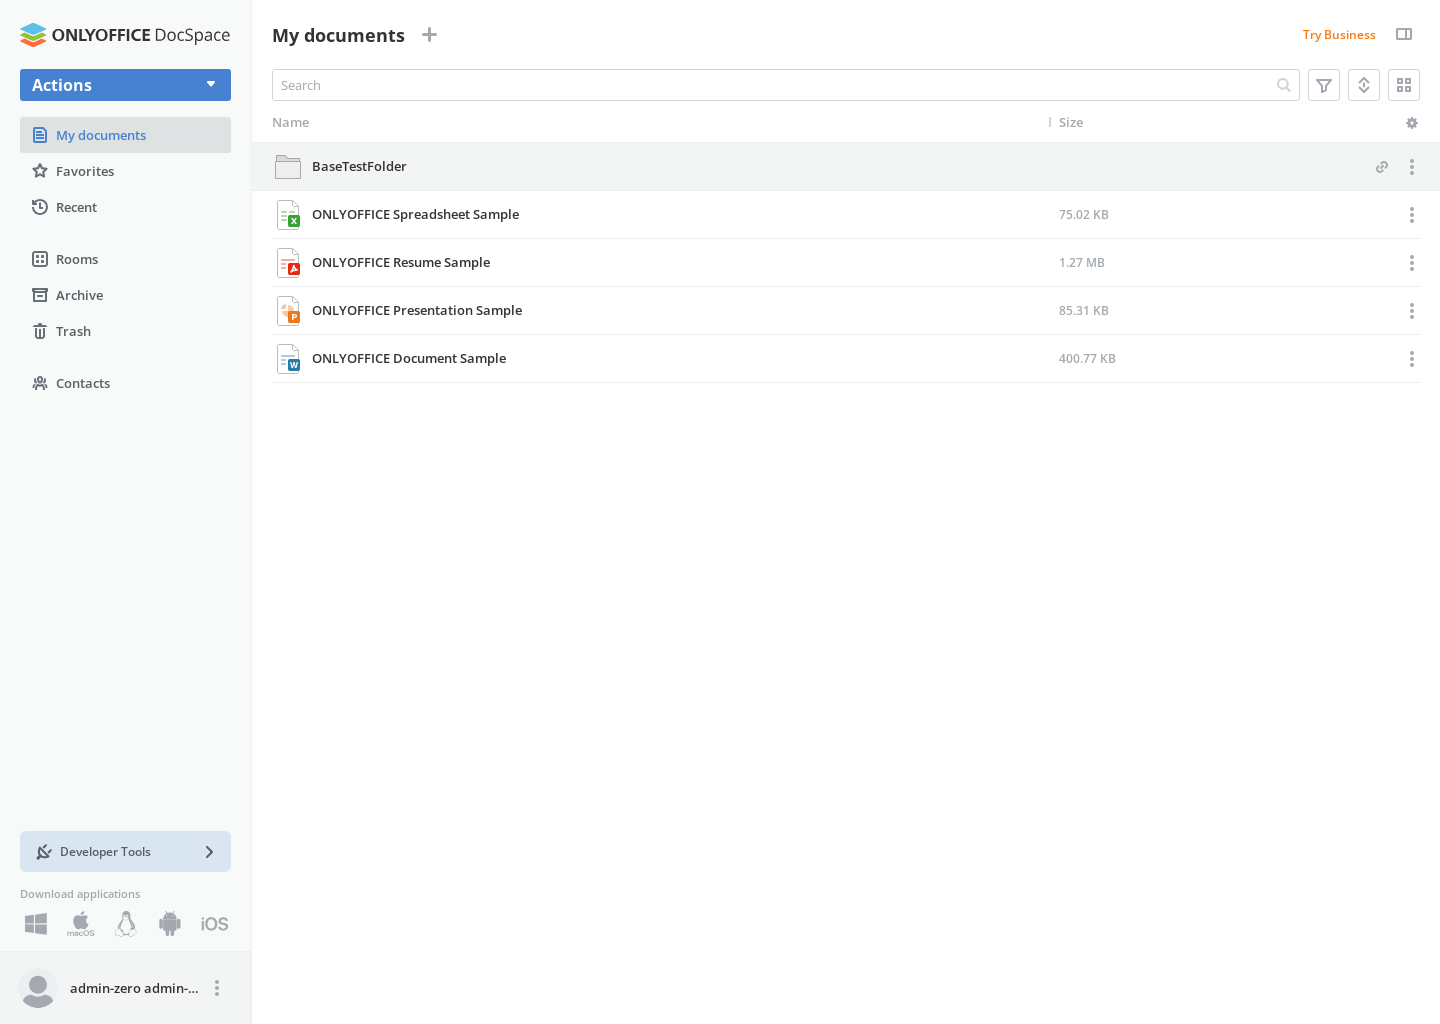 ONLYOFFICE DocSpace
Actions
My documents
Favorites
Recent
Rooms
Archive
Trash
Contacts
Developer Tools
Download applications
macOS
iOS
admin-zero admin-...
My documents
Try Business
Search
Name
Size
BaseTestFolder
ONLYOFFICE Spreadsheet Sample
75.02 KB
ONLYOFFICE Resume Sample
1.27 MB
ONLYOFFICE Presentation Sample
85.31 KB
ONLYOFFICE Document Sample
400.77 KB